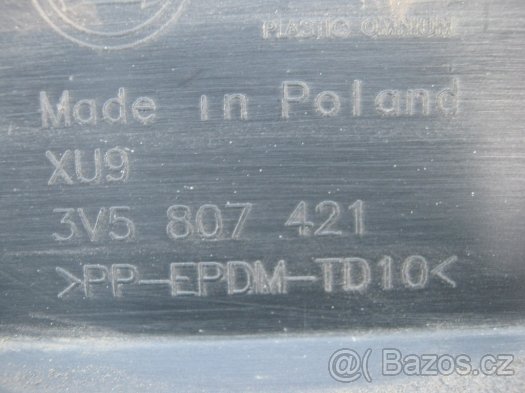 PLASTIC OMNIUM
Made in Poland
XU9
3V5 807 421
>PP-EPDM-TD10<
Bazos.cz